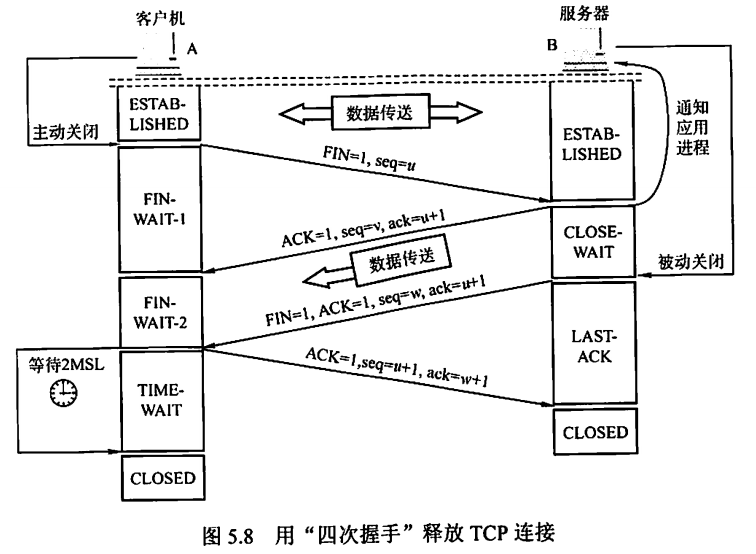 客户机
服务器
A
B
ESTAB-
LISHED
数据传送
ESTAB-
LISHED
通知
应用
进程
主动关闭
FIN=1, seq=u
FIN-
WAIT-1
ACK=1, seq=v, ack=u+1
CLOSE-
WAIT
数据传送
被动关闭
FIN=1, ACK=1, seq=w, ack=u+1
FIN-
WAIT-2
LAST-
ACK
等待2MSL
ACK=1,seq=u+1, ack=w+1
TIME-
WAIT
CLOSED
CLOSED
图 5.8 用“四次握手”释放 TCP 连接